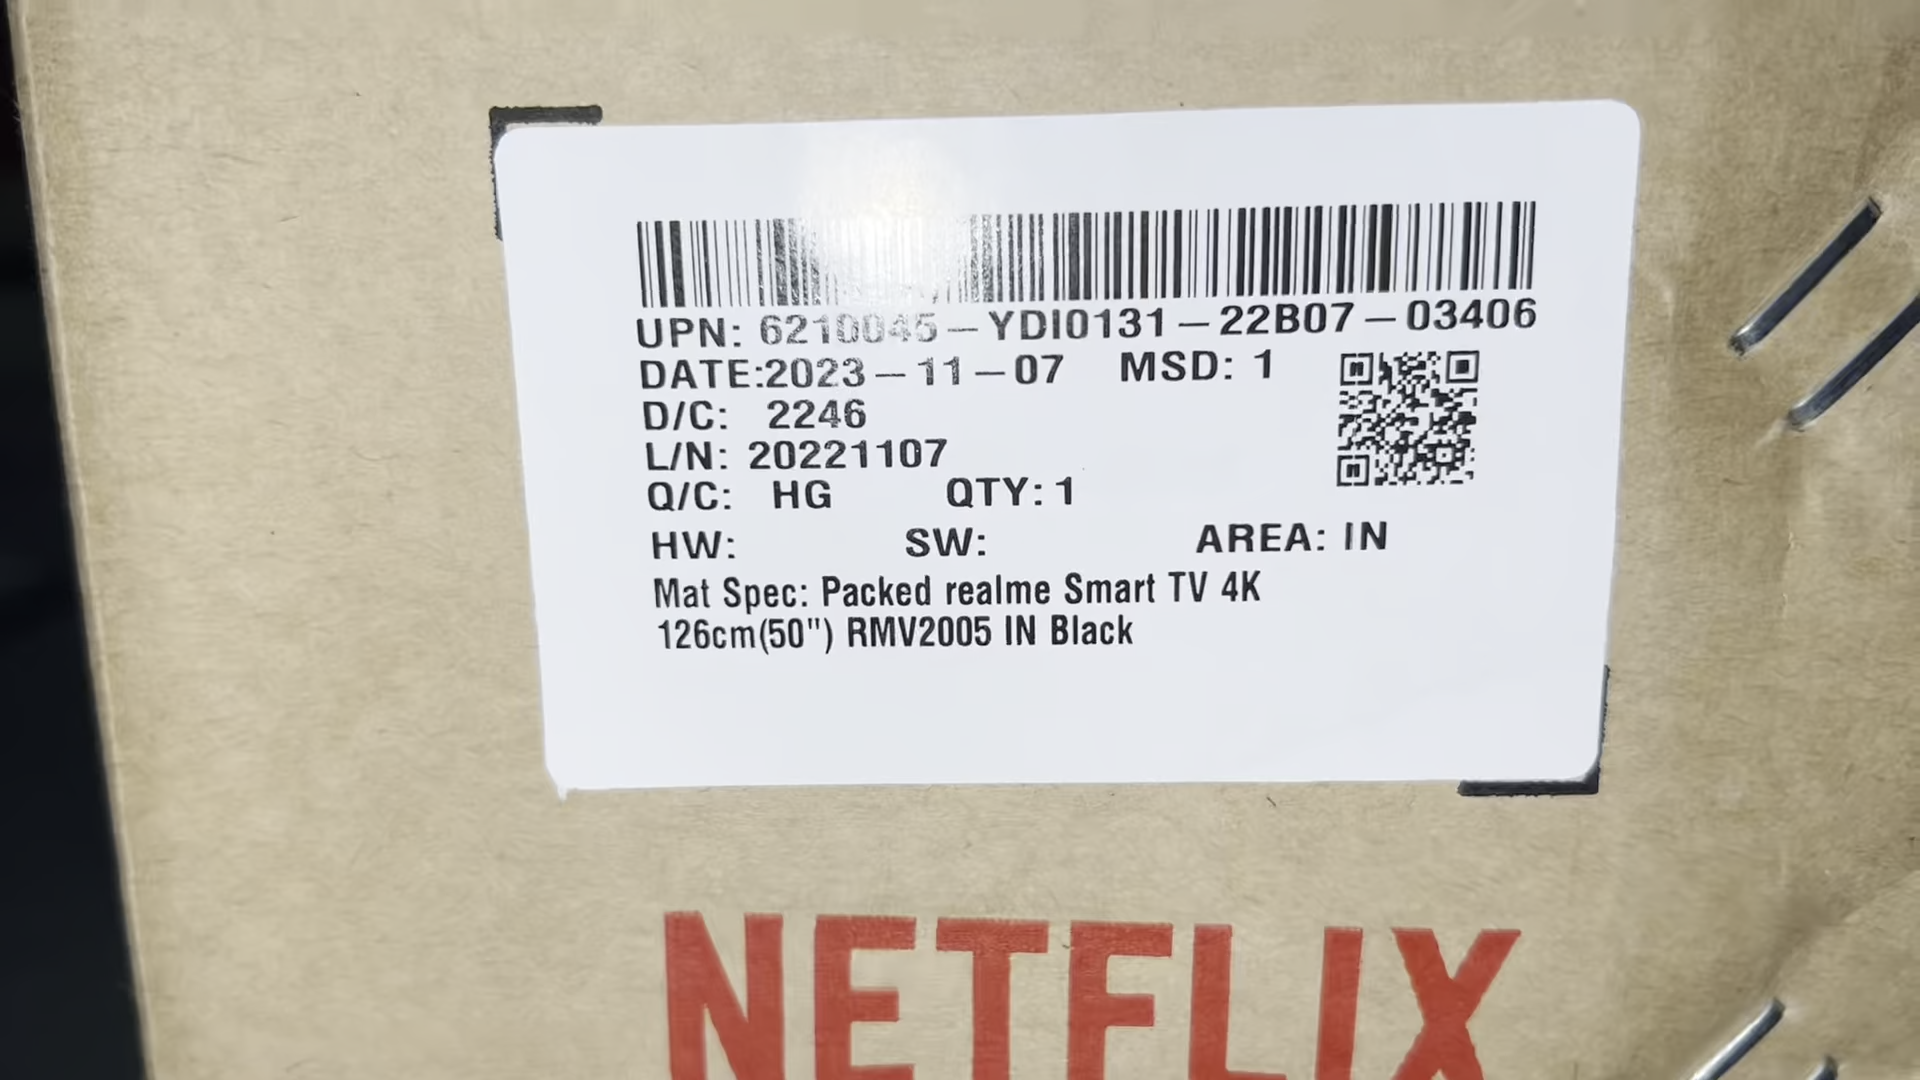 UPN: 6210045-YDI0131-22B07-03406
DATE:2023-11-07 MSD: 1
D/C: 2246
L/N: 20221107
Q/C: HG QTY: 1
HW: SW: AREA: IN
Mat Spec: Packed realme Smart TV 4K
126cm(50") RMV2005 IN Black
NETFLIX